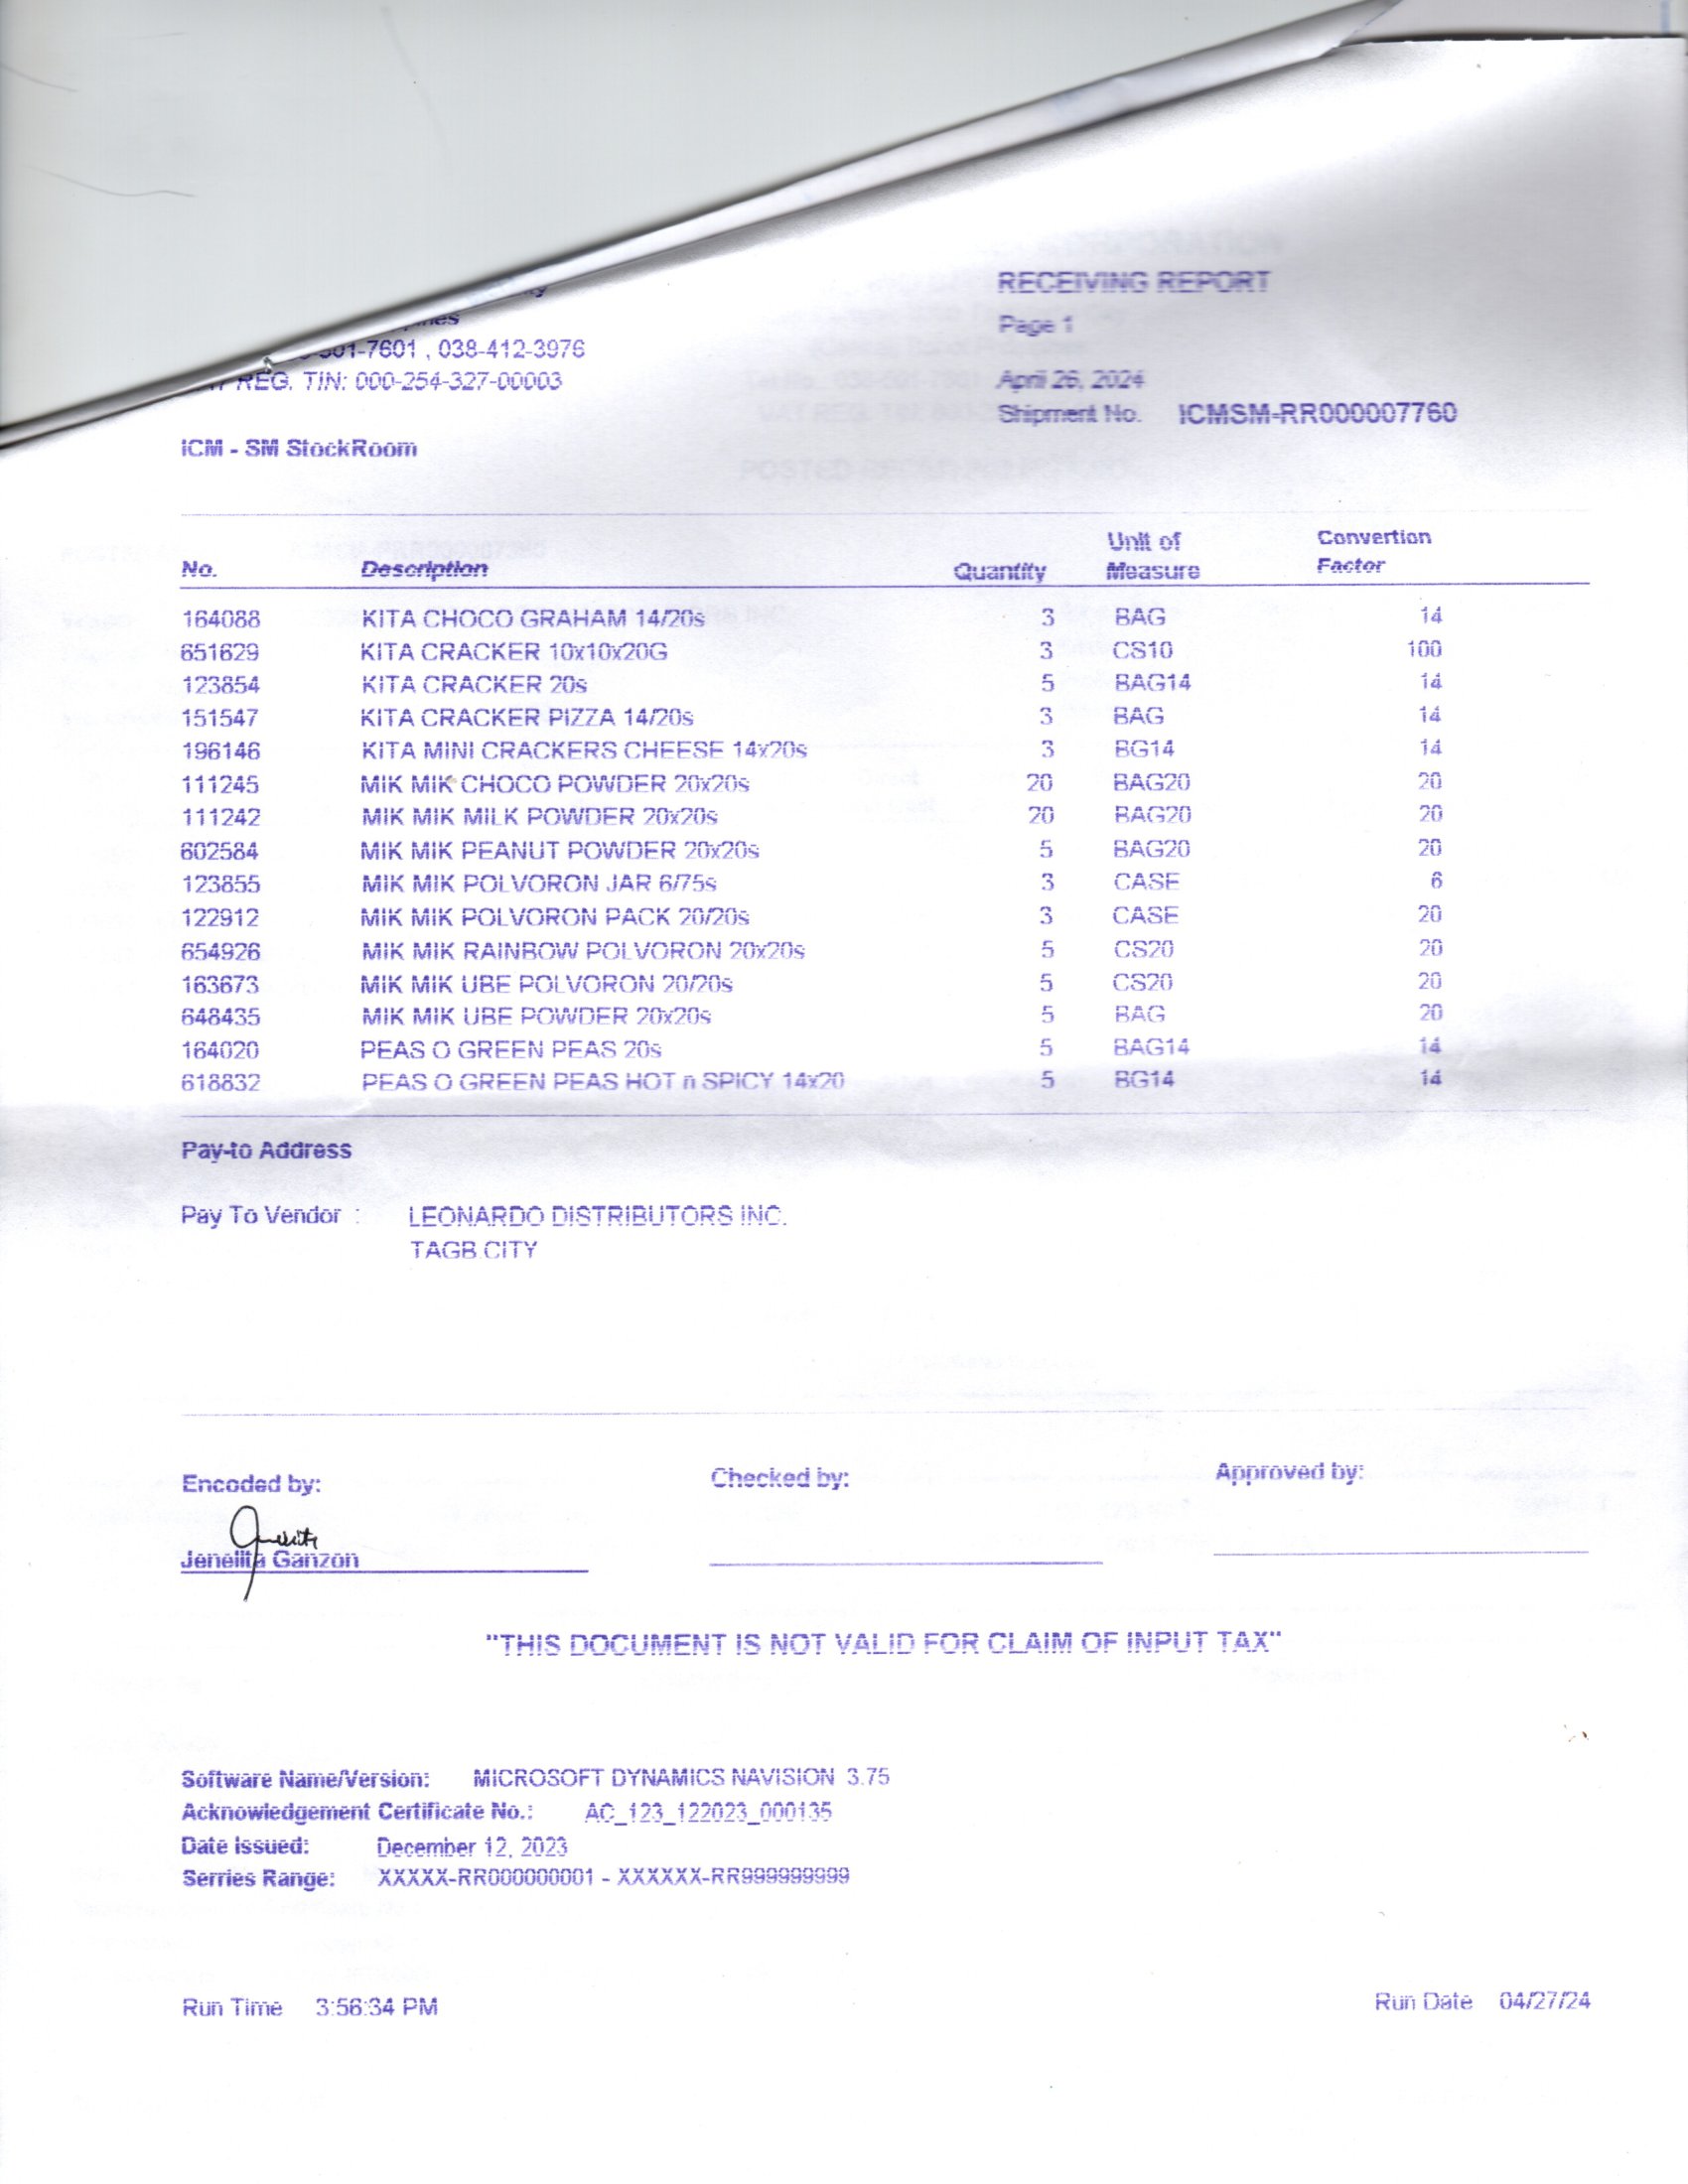 RECEIVING REPORT
Page 1
-7601 , 038-412-3976
REG. TIN: 000-254-327-00003
April 26, 2024
Shipment No. ICMSM-RR000007760
ICM - SM StockRoom
No. Description Quantity Unit of Measure Convertion Factor
164088 KITA CHOCO GRAHAM 14/20s 3 BAG 14
651629 KITA CRACKER 10x10x20G 3 CS10 100
123854 KITA CRACKER 20s 5 BAG14 14
151547 KITA CRACKER PIZZA 14/20s 3 BAG 14
196146 KITA MINI CRACKERS CHEESE 14x20s 3 BG14 14
111245 MIK MIK CHOCO POWDER 20x20s 20 BAG20 20
111242 MIK MIK MILK POWDER 20x20s 20 BAG20 20
602584 MIK MIK PEANUT POWDER 20x20s 5 BAG20 20
123855 MIK MIK POLVORON JAR 6/75s 3 CASE 6
122912 MIK MIK POLVORON PACK 20/20s 3 CASE 20
654926 MIK MIK RAINBOW POLVORON 20x20s 5 CS20 20
163673 MIK MIK UBE POLVORON 20/20s 5 CS20 20
648435 MIK MIK UBE POWDER 20x20s 5 BAG 20
164020 PEAS O GREEN PEAS 20s 5 BAG14 14
618832 PEAS O GREEN PEAS HOT n SPICY 14x20 5 BG14 14
Pay-to Address
Pay To Vendor : LEONARDO DISTRIBUTORS INC.
TAGB.CITY
Encoded by: Checked by: Approved by:
Jenelita Ganzon
"THIS DOCUMENT IS NOT VALID FOR CLAIM OF INPUT TAX"
Software Name/Version: MICROSOFT DYNAMICS NAVISION 3.75
Acknowledgement Certificate No.: AC_123_122023_000135
Date Issued: December 12, 2023
Serries Range: XXXXX-RR000000001 - XXXXXX-RR999999999
Run Time 3:56:34 PM Run Date 04/27/24